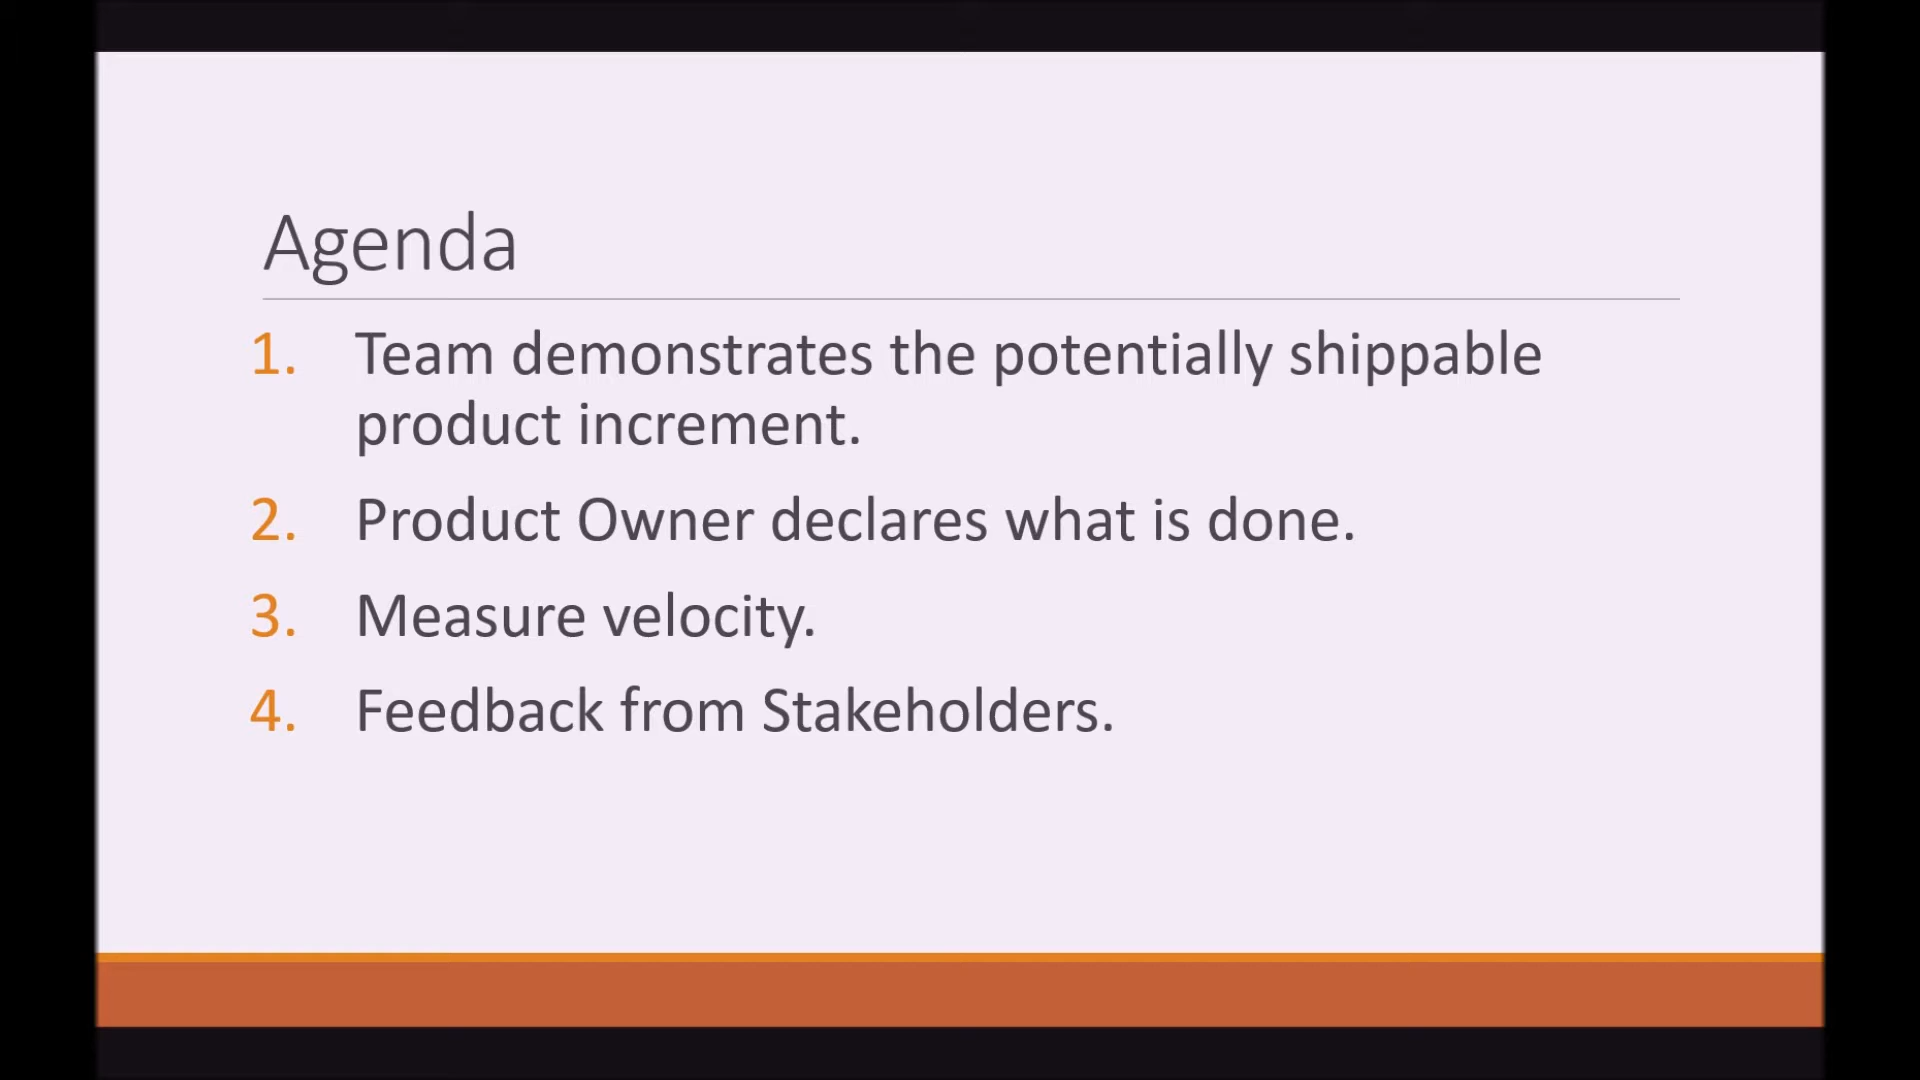 Agenda
1. Team demonstrates the potentially shippable
product increment.
2. Product Owner declares what is done.
3. Measure velocity.
4. Feedback from Stakeholders.